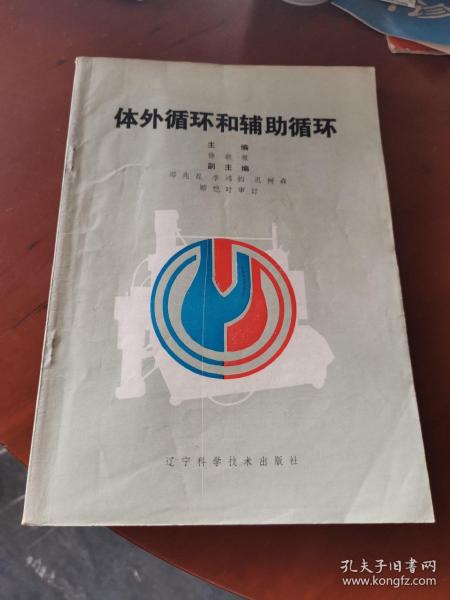 体外循环和辅助循环
主 编
副 主 编
辽宁科学技术出版社
孔夫子旧书网
www.kongfz.com